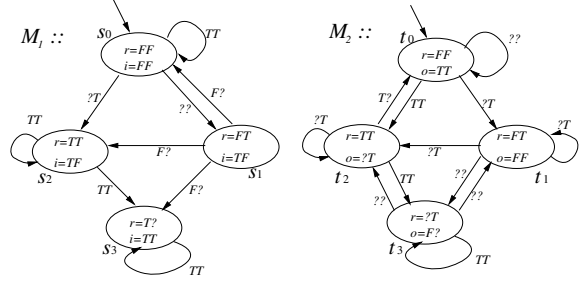 M₁ :: s₀ TT
r=FF
i=FF
?T ?? F?
TT r=TT F? r=FT
i=TF i=TF
s₂ TT F? s₁
r=T?
s₃ i=TT
TT
M₂ :: t₀ ??
r=FF
o=TT
T? TT ?T
?T r=TT ?T r=FT ?T
o=?T o=FF
t₂ TT ?? t₁
?? r=?T ??
t₃ o=F?
TT